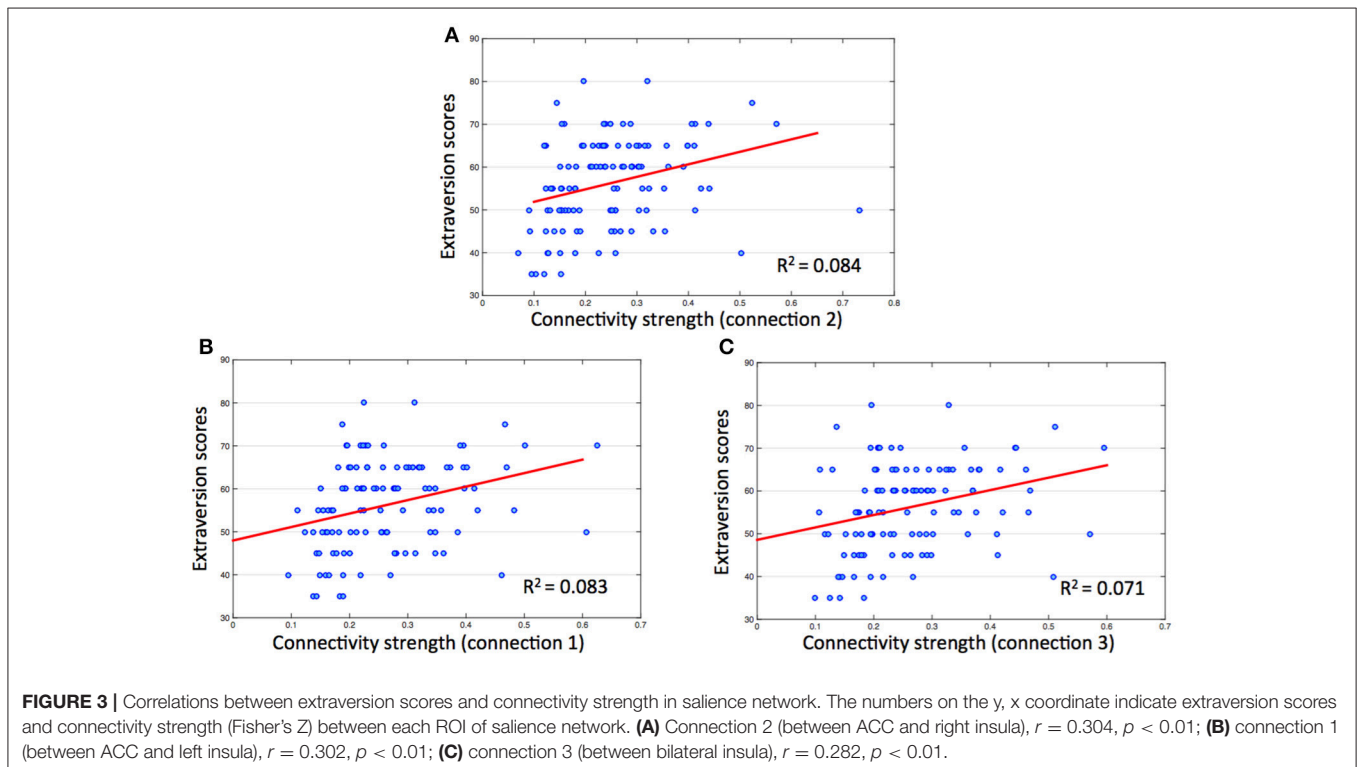 A
90
80
70
60
50
40
30
Extraversion scores
R² = 0.084
0 0.1 0.2 0.3 0.4 0.5 0.6 0.7 0.8
Connectivity strength (connection 2)
B
90
80
70
60
50
40
30
Extraversion scores
R² = 0.083
0 0.1 0.2 0.3 0.4 0.5 0.6 0.7
Connectivity strength (connection 1)
C
90
80
70
60
50
40
30
Extraversion scores
R² = 0.071
0 0.1 0.2 0.3 0.4 0.5 0.6 0.7
Connectivity strength (connection 3)
FIGURE 3 | Correlations between extraversion scores and connectivity strength in salience network. The numbers on the y, x coordinate indicate extraversion scores
and connectivity strength (Fisher's Z) between each ROI of salience network. (A) Connection 2 (between ACC and right insula), r = 0.304, p < 0.01; (B) connection 1
(between ACC and left insula), r = 0.302, p < 0.01; (C) connection 3 (between bilateral insula), r = 0.282, p < 0.01.